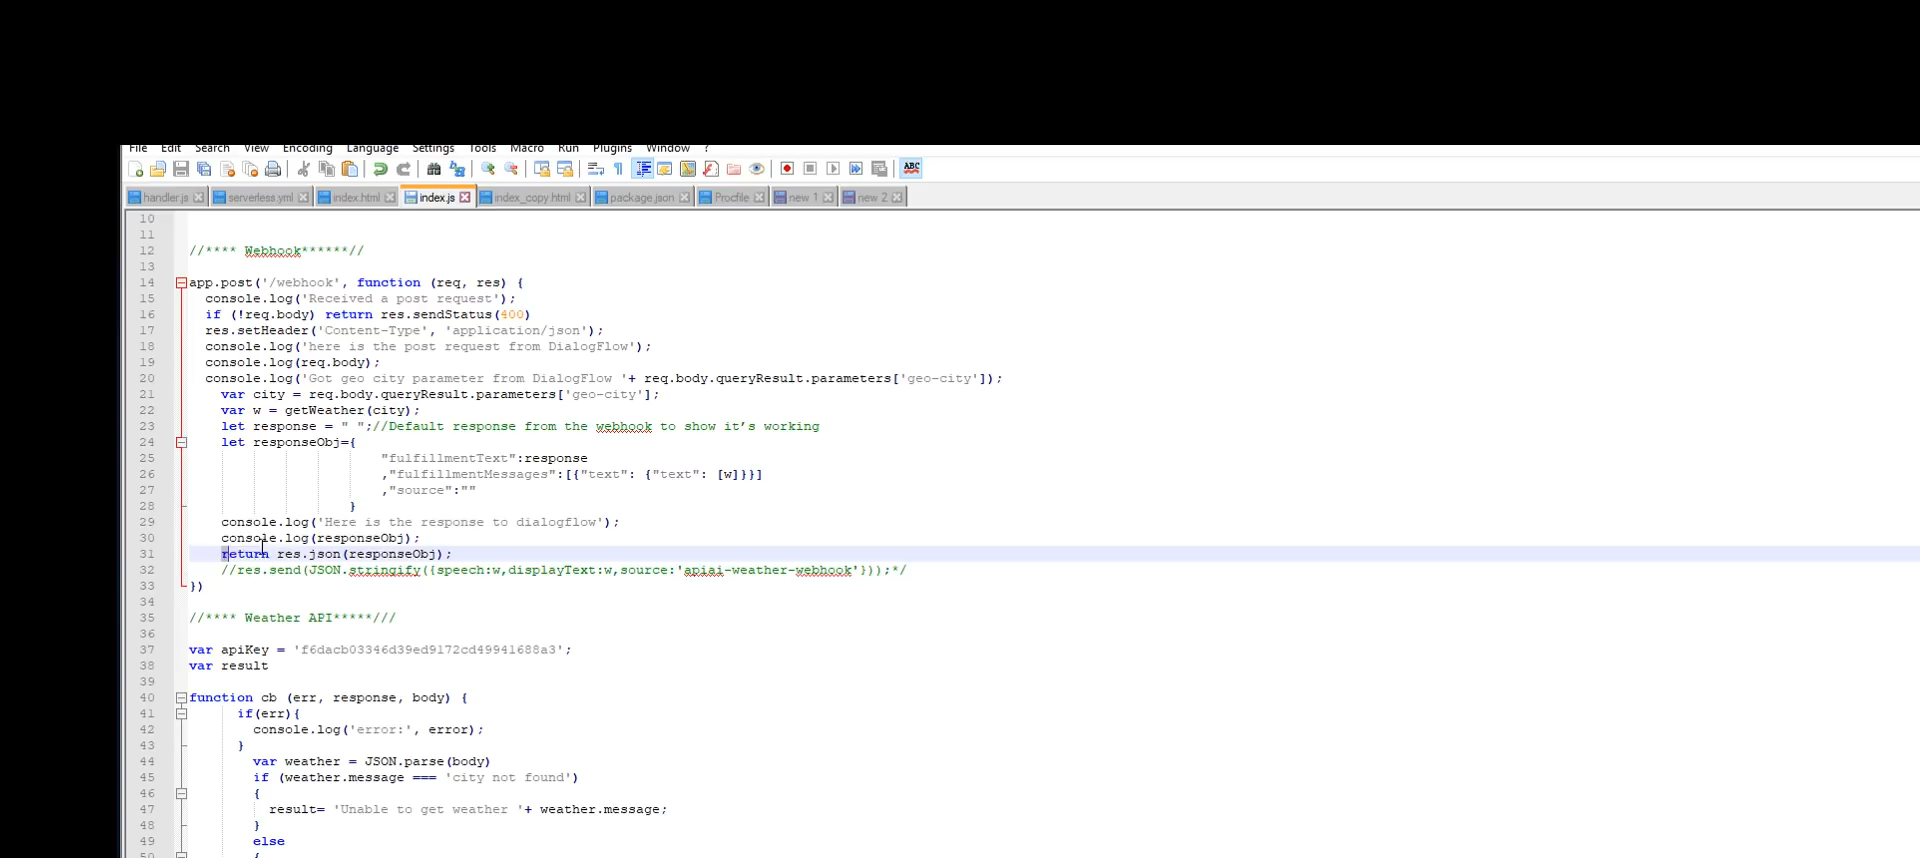 File Edit Search View Encoding Language Settings Tools Macro Run Plugins Window ?
ABC
handler.js serverless.yml index.html index.js index_copy.html package.json Procfile new 1 new 2
10
11
12 //**** Webhook******//
13
14 app.post('/webhook', function (req, res) {
15 console.log('Received a post request');
16 if (!req.body) return res.sendStatus(400)
17 res.setHeader('Content-Type', 'application/json');
18 console.log('here is the post request from DialogFlow');
19 console.log(req.body);
20 console.log('Got geo city parameter from DialogFlow '+ req.body.queryResult.parameters['geo-city']);
21 var city = req.body.queryResult.parameters['geo-city'];
22 var w = getWeather(city);
23 let response = " ";//Default response from the webhook to show it’s working
24 let responseObj={
25 "fulfillmentText":response
26 ,"fulfillmentMessages":[{"text": {"text": [w]}}]
27 ,"source":""
28 }
29 console.log('Here is the response to dialogflow');
30 console.log(responseObj);
31 return res.json(responseObj);
32 //res.send(JSON.stringify({speech:w,displayText:w,source:'apiai-weather-webhook'}));*/
33 })
34
35 //**** Weather API*****///
36
37 var apiKey = 'f6dacb03346d39ed9172cd49941688a3';
38 var result
39
40 function cb (err, response, body) {
41 if(err){
42 console.log('error:', error);
43 }
44 var weather = JSON.parse(body)
45 if (weather.message === 'city not found')
46 {
47 result= 'Unable to get weather '+ weather.message;
48 }
49 else
50 {